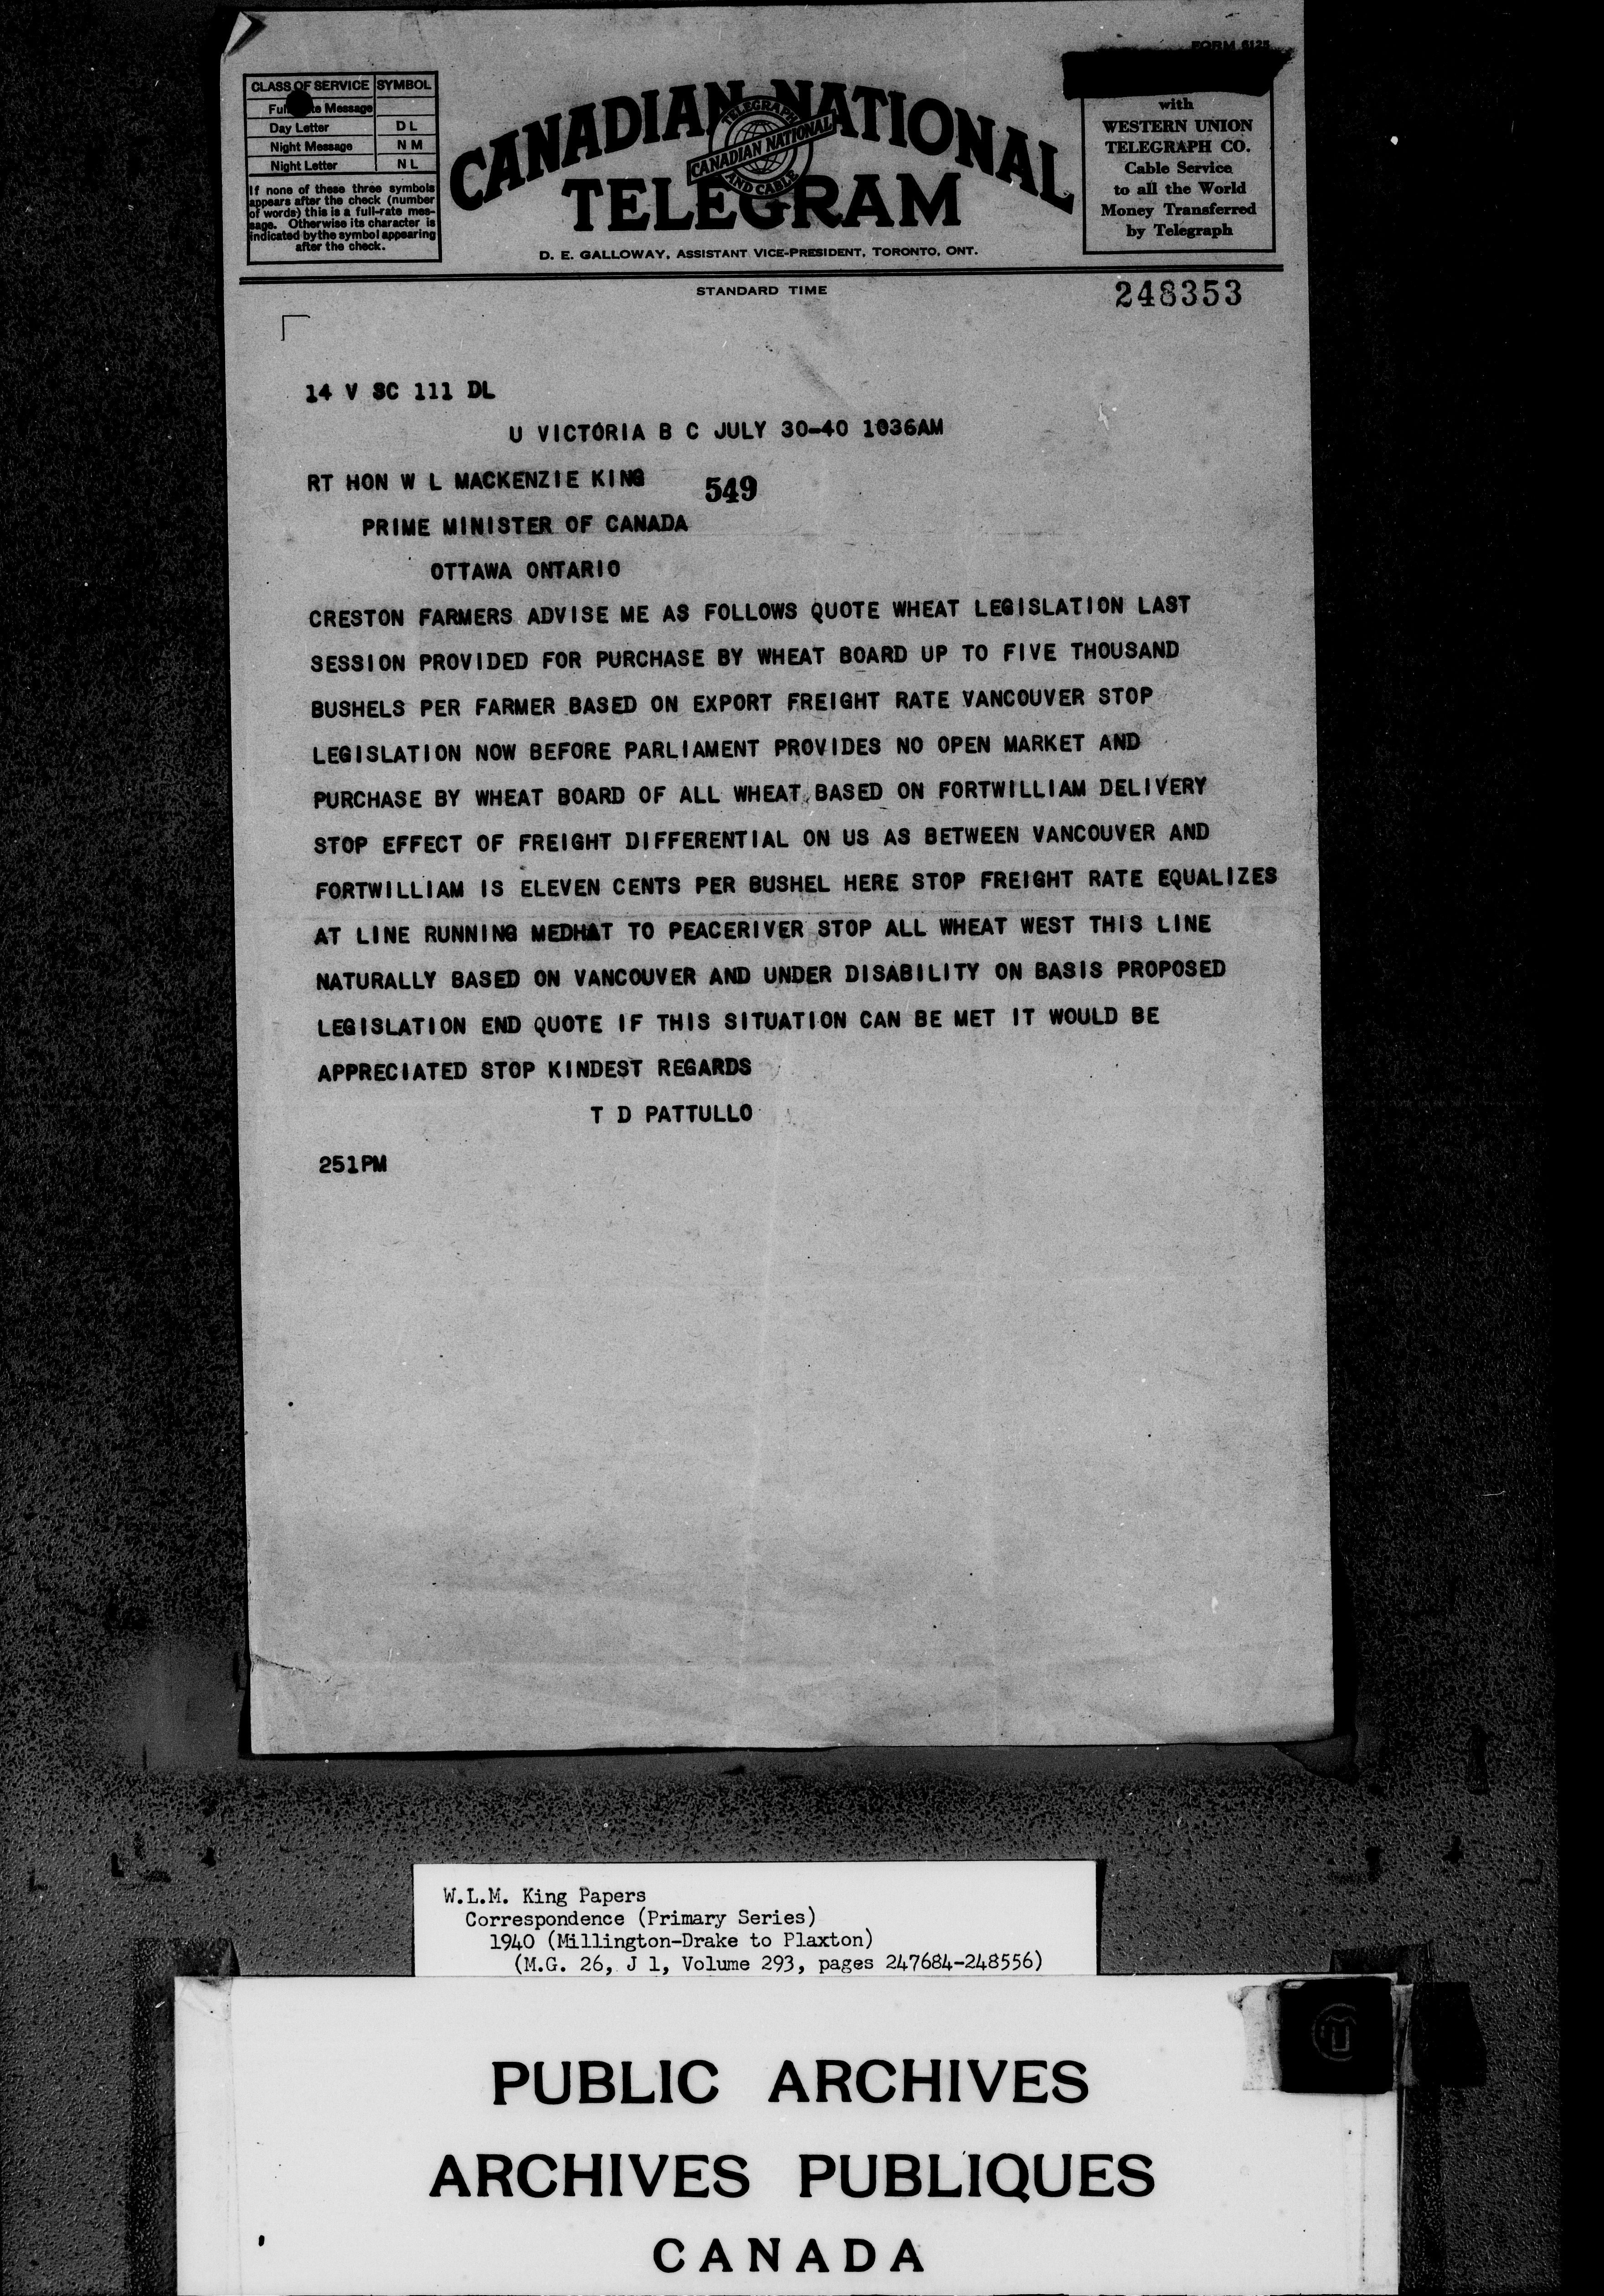 FORM 6125
CLASS OF SERVICE SYMBOL
Message
Day Letter D L
Night Message N M
Night Letter N L
If none of these three symbols
appears after the check (number
of words) this is a full-rate mes-
sage. Otherwise its character is
indicated by the symbol appearing
after the check.
CANADIAN NATIONAL
TELEGRAPH
CANADIAN NATIONAL
AND CABLE
TELEGRAM
D. E. GALLOWAY, ASSISTANT VICE-PRESIDENT, TORONTO, ONT.
with
WESTERN UNION
TELEGRAPH CO.
Cable Service
to all the World
Money Transferred
by Telegraph
STANDARD TIME
248353
14 V SC 111 DL
U VICTORIA B C JULY 30-40 1036AM
RT HON W L MACKENZIE KING 549
PRIME MINISTER OF CANADA
OTTAWA ONTARIO
CRESTON FARMERS ADVISE ME AS FOLLOWS QUOTE WHEAT LEGISLATION LAST
SESSION PROVIDED FOR PURCHASE BY WHEAT BOARD UP TO FIVE THOUSAND
BUSHELS PER FARMER BASED ON EXPORT FREIGHT RATE VANCOUVER STOP
LEGISLATION NOW BEFORE PARLIAMENT PROVIDES NO OPEN MARKET AND
PURCHASE BY WHEAT BOARD OF ALL WHEAT BASED ON FORTWILLIAM DELIVERY
STOP EFFECT OF FREIGHT DIFFERENTIAL ON US AS BETWEEN VANCOUVER AND
FORTWILLIAM IS ELEVEN CENTS PER BUSHEL HERE STOP FREIGHT RATE EQUALIZES
AT LINE RUNNING MEDHAT TO PEACERIVER STOP ALL WHEAT WEST THIS LINE
NATURALLY BASED ON VANCOUVER AND UNDER DISABILITY ON BASIS PROPOSED
LEGISLATION END QUOTE IF THIS SITUATION CAN BE MET IT WOULD BE
APPRECIATED STOP KINDEST REGARDS
T D PATTULLO
251PM
W.L.M. King Papers
Correspondence (Primary Series)
1940 (Millington-Drake to Plaxton)
(M.G. 26, J 1, Volume 293, pages 247684-248556)
PUBLIC ARCHIVES
ARCHIVES PUBLIQUES
CANADA